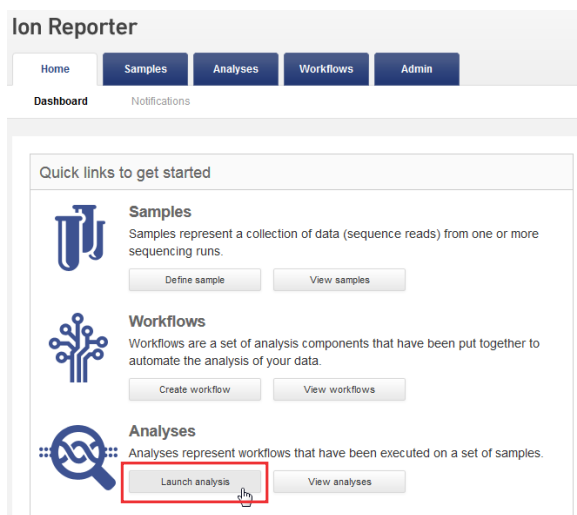 Ion Reporter
Home Samples Analyses Workflows Admin
Dashboard Notifications
Quick links to get started
Samples
Samples represent a collection of data (sequence reads) from one or more
sequencing runs.
Define sample View samples
Workflows
Workflows are a set of analysis components that have been put together to
automate the analysis of your data.
Create workflow View workflows
Analyses
Analyses represent workflows that have been executed on a set of samples.
Launch analysis View analyses